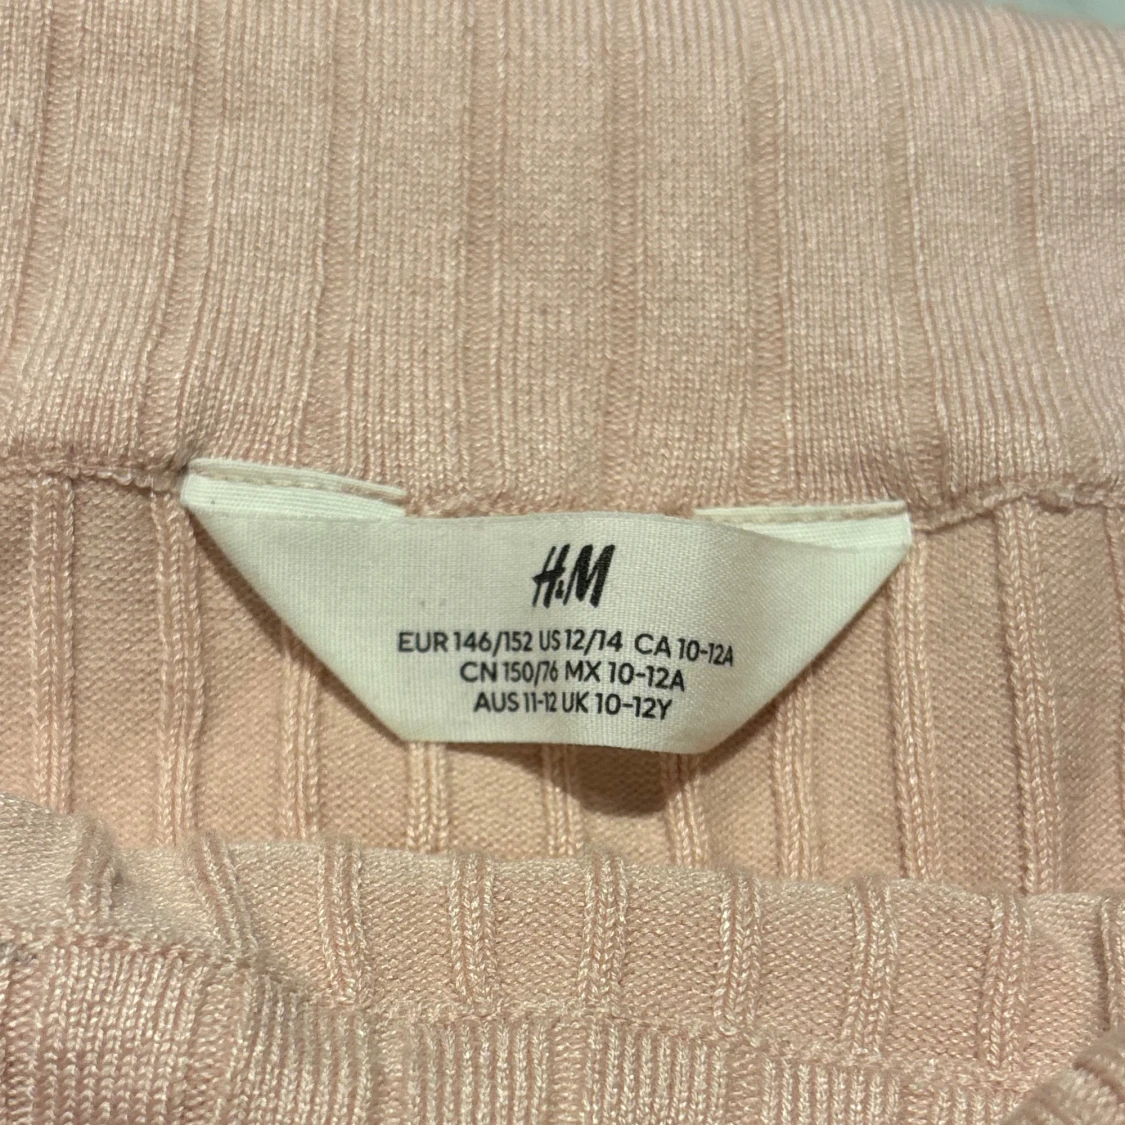 H&M
EUR 146/152 US 12/14 CA 10-12A
CN 150/76 MX 10-12A
AUS 11-12 UK 10-12Y